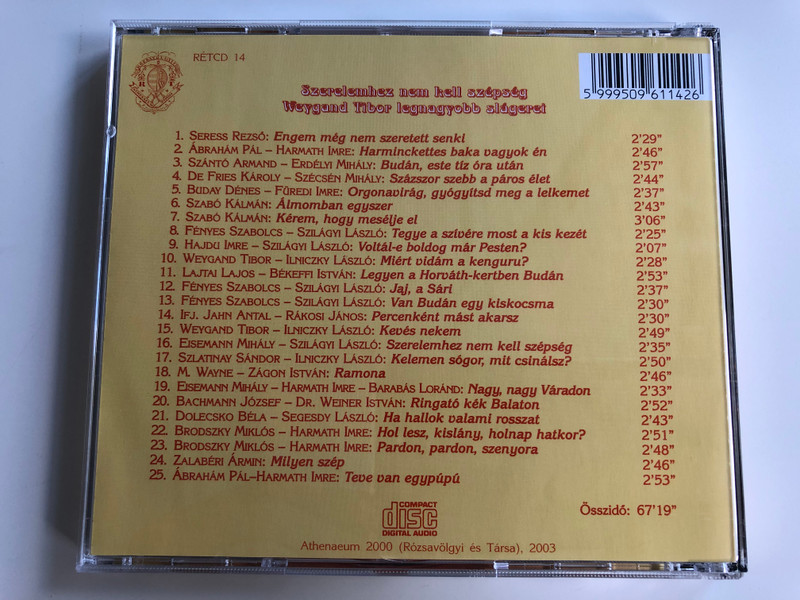 RÉTCD 14
Szerelemhez nem kell szépség
Weygand Tibor legnagyobb slágerei
5 999509 611426
1. SERESS REZSŐ: Engem még nem szeretett senki 2'29"
2. ÁBRAHÁM PÁL – HARMATH IMRE: Harminckettes baka vagyok én 2'46"
3. SZÁNTÓ ARMAND – ERDÉLYI MIHÁLY: Budán, este tíz óra után 2'57"
4. DE FRIES KÁROLY – SZÉCSÉN MIHÁLY: Százszor szebb a páros élet 2'44"
5. BUDAY DÉNES – FÜREDI IMRE: Orgonavirág, gyógyítsd meg a lelkemet 2'37"
6. SZABÓ KÁLMÁN: Álmomban egyszer 2'43"
7. SZABÓ KÁLMÁN: Kérem, hogy mesélje el 3'06"
8. FÉNYES SZABOLCS – SZILÁGYI LÁSZLÓ: Tegye a szívére most a kis kezét 2'25"
9. HAJDU IMRE – SZILÁGYI LÁSZLÓ: Voltál-e boldog már Pesten? 2'07"
10. WEYGAND TIBOR – ILNICZKY LÁSZLÓ: Miért vidám a kenguru? 2'28"
11. LAJTAI LAJOS – BÉKEFFI ISTVÁN: Legyen a Horváth-kertben Budán 2'53"
12. FÉNYES SZABOLCS – SZILÁGYI LÁSZLÓ: Jaj, a Sári 2'37"
13. FÉNYES SZABOLCS – SZILÁGYI LÁSZLÓ: Van Budán egy kiskocsma 2'30"
14. IFJ. JAHN ANTAL – RÁKOSI JÁNOS: Percenként mást akarsz 2'30"
15. WEYGAND TIBOR – ILNICZKY LÁSZLÓ: Kevés nekem 2'49"
16. EISEMANN MIHÁLY – SZILÁGYI LÁSZLÓ: Szerelemhez nem kell szépség 2'35"
17. SZLATINAY SÁNDOR – ILNICZKY LÁSZLÓ: Kelemen sógor, mit csinálsz? 2'50"
18. M. WAYNE – ZÁGON ISTVÁN: Ramona 2'46"
19. EISEMANN MIHÁLY – HARMATH IMRE – BARABÁS LORÁND: Nagy, nagy Váradon 2'33"
20. BACHMANN JÓZSEF – DR. WEINER ISTVÁN: Ringató kék Balaton 2'52"
21. DOLECSKO BÉLA – SEGESDY LÁSZLÓ: Ha hallok valami rosszat 2'43"
22. BRODSZKY MIKLÓS – HARMATH IMRE: Hol lesz, kislány, holnap hatkor? 2'51"
23. BRODSZKY MIKLÓS – HARMATH IMRE: Pardon, pardon, szenyora 2'48"
24. ZALABÉRI ÁRMIN: Milyen szép 2'46"
25. ÁBRAHÁM PÁL–HARMATH IMRE: Teve van egypúpú 2'53"
Összidő: 67'19"
COMPACT
disc
DIGITAL AUDIO
Athenaeum 2000 (Rózsavölgyi és Társa), 2003